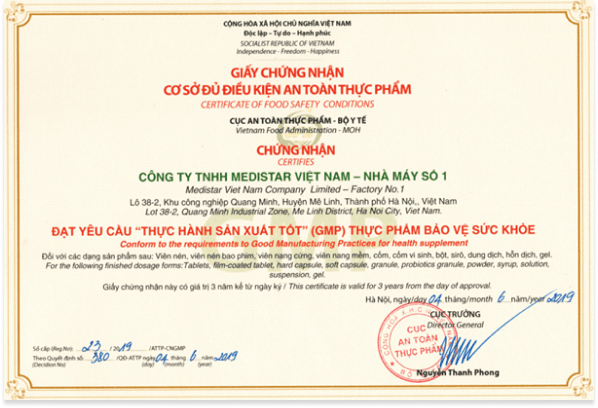 CỘNG HÒA XÃ HỘI CHỦ NGHĨA VIỆT NAM
Độc lập - Tự do - Hạnh phúc
SOCIALIST REPUBLIC OF VIETNAM
Independence - Freedom - Happiness
GIẤY CHỨNG NHẬN
CƠ SỞ ĐỦ ĐIỀU KIỆN AN TOÀN THỰC PHẨM
CERTIFICATE OF FOOD SAFETY CONDITIONS
CỤC AN TOÀN THỰC PHẨM - BỘ Y TẾ
Vietnam Food Administration - MOH
CHỨNG NHẬN
CERTIFIES
CÔNG TY TNHH MEDISTAR VIỆT NAM – NHÀ MÁY SỐ 1
Medistar Viet Nam Company Limited – Factory No.1
Lô 38-2, Khu công nghiệp Quang Minh, Huyện Mê Linh, Thành phố Hà Nội,, Việt Nam
Lot 38-2, Quang Minh Industrial Zone, Me Linh District, Ha Noi City, Viet Nam.
GMP
ĐẠT YÊU CẦU "THỰC HÀNH SẢN XUẤT TỐT" (GMP) THỰC PHẨM BẢO VỆ SỨC KHỎE
Conform to the requirements to Good Manufacturing Practices for health supplement
Đối với các dạng sản phẩm sau: Viên nén, viên nén bao phim, viên nang cứng, viên nang mềm, cốm, cốm vi sinh, bột, sirô, dung dịch, hỗn dịch, gel.
For the following finished dosage forms:Tablets, film-coated tablet, hard capsule, soft capsule, granule, probiotics granule, powder, syrup, solution,
suspension, gel.
Giấy chứng nhận này có giá trị 3 năm kể từ ngày ký / This certificate is valid for 3 years from the day of approval.
Hà Nội, ngày/day 04 tháng/month 6 năm/year 2019
CỤC TRƯỞNG
Director General
CỤC
AN TOÀN
THỰC PHẨM
Nguyễn Thanh Phong
Số cấp (Reg.No): 23 /2019 /ATTP-CNGMP
Theo Quyết định số: 380 /QĐ-ATTP ngày 04 tháng 6 năm 2019
(Decision No) (day) (month) (year)